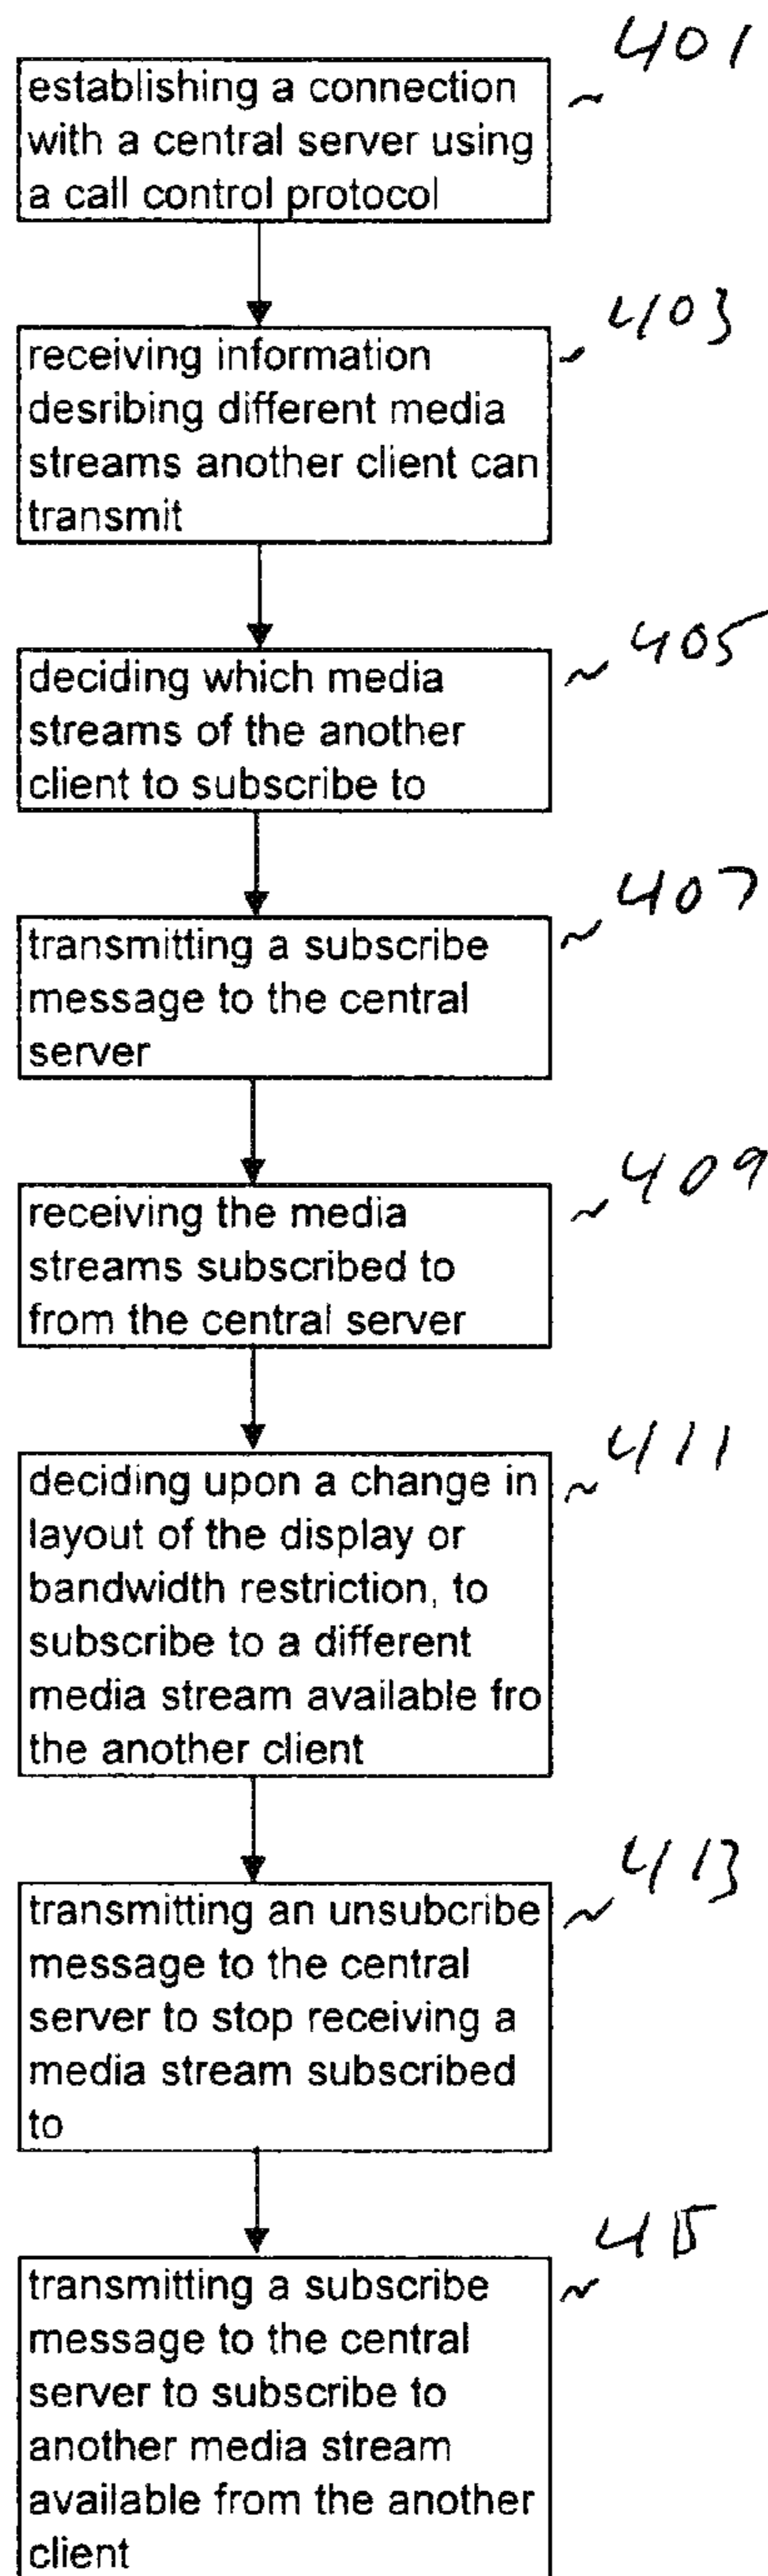 401
establishing a connection
with a central server using
a call control protocol
403
receiving information
desribing different media
streams another client can
transmit
405
deciding which media
streams of the another
client to subscribe to
407
transmitting a subscribe
message to the central
server
409
receiving the media
streams subscribed to
from the central server
411
deciding upon a change in
layout of the display or
bandwidth restriction, to
subscribe to a different
media stream available fro
the another client
413
transmitting an unsubcribe
message to the central
server to stop receiving a
media stream subscribed
to
415
transmitting a subscribe
message to the central
server to subscribe to
another media stream
available from the another
client